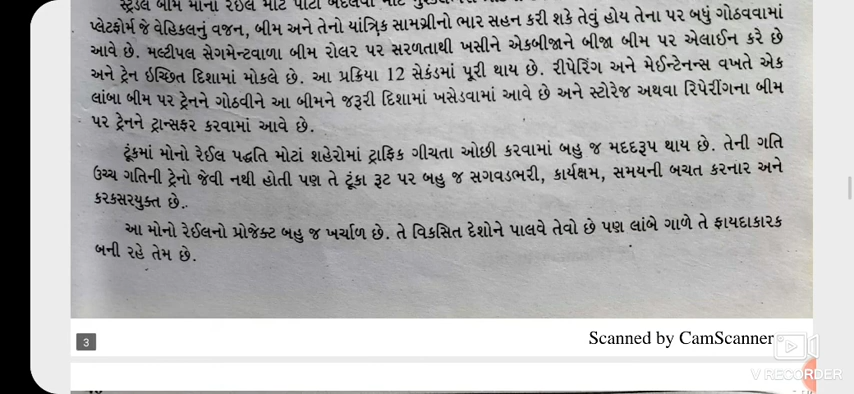 સ્ટ્રેડલ બીમ મોનો રેઇલ માટે પાટા બદલવા માટે
પ્લેટફોર્મ જે વેહિકલનું વજન, બીમ અને તેનો યાંત્રિક સામગ્રીનો ભાર સહન કરી શકે તેવું હોય તેના પર બધું ગોઠવવામાં
આવે છે. મલ્ટીપલ સેગમેન્ટવાળા બીમ રોલર પર સરળતાથી ખસીને એકબીજાને બીજા બીમ પર એલાઈન કરે છે
અને ટ્રેન ઇચ્છિત દિશામાં મોકલે છે. આ પ્રક્રિયા 12 સેકંડમાં પૂરી થાય છે. રીપેરિંગ અને મેઈન્ટેનન્સ વખતે એક
લાંબા બીમ પર ટ્રેનને ગોઠવીને આ બીમને જરૂરી દિશામાં ખસેડવામાં આવે છે અને સ્ટોરેજ અથવા રિપેરીંગના બીમ
પર ટ્રેનને ટ્રાન્સફર કરવામાં આવે છે.
ટૂંકમાં મોનો રેઈલ પદ્ધતિ મોટાં શહેરોમાં ટ્રાફિક ગીચતા ઓછી કરવામાં બહુ જ મદદરૂપ થાય છે. તેની ગતિ
ઉચ્ચ ગતિની ટ્રેનો જેવી નથી હોતી પણ તે ટૂંકા રૂટ પર બહુ જ સગવડભરી, કાર્યક્ષમ, સમયની બચત કરનાર અને
કરકસરયુક્ત છે.
આ મોનો રેઈલનો પ્રોજેક્ટ બહુ જ ખર્ચાળ છે. તે વિકસિત દેશોને પાલવે તેવો છે પણ લાંબે ગાળે તે ફાયદાકારક
બની રહે તેમ છે.
3
Scanned by CamScanner
V RECORDER